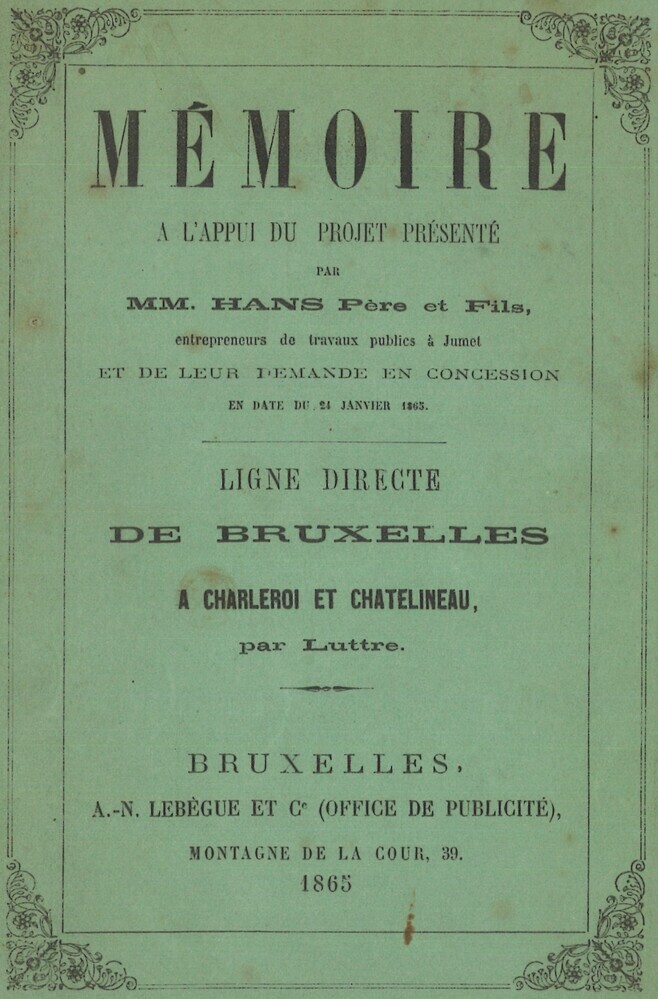 MÉMOIRE
A L'APPUI DU PROJET PRÉSENTÉ
PAR
MM. HANS Père et Fils,
entrepreneurs de travaux publics à Jumet
ET DE LEUR DEMANDE EN CONCESSION
EN DATE DU 24 JANVIER 1865.
LIGNE DIRECTE
DE BRUXELLES
A CHARLEROI ET CHATELINEAU,
par Luttre.
BRUXELLES,
A.-N. LEBÈGUE ET Cᵉ (OFFICE DE PUBLICITÉ),
MONTAGNE DE LA COUR, 39.
1865